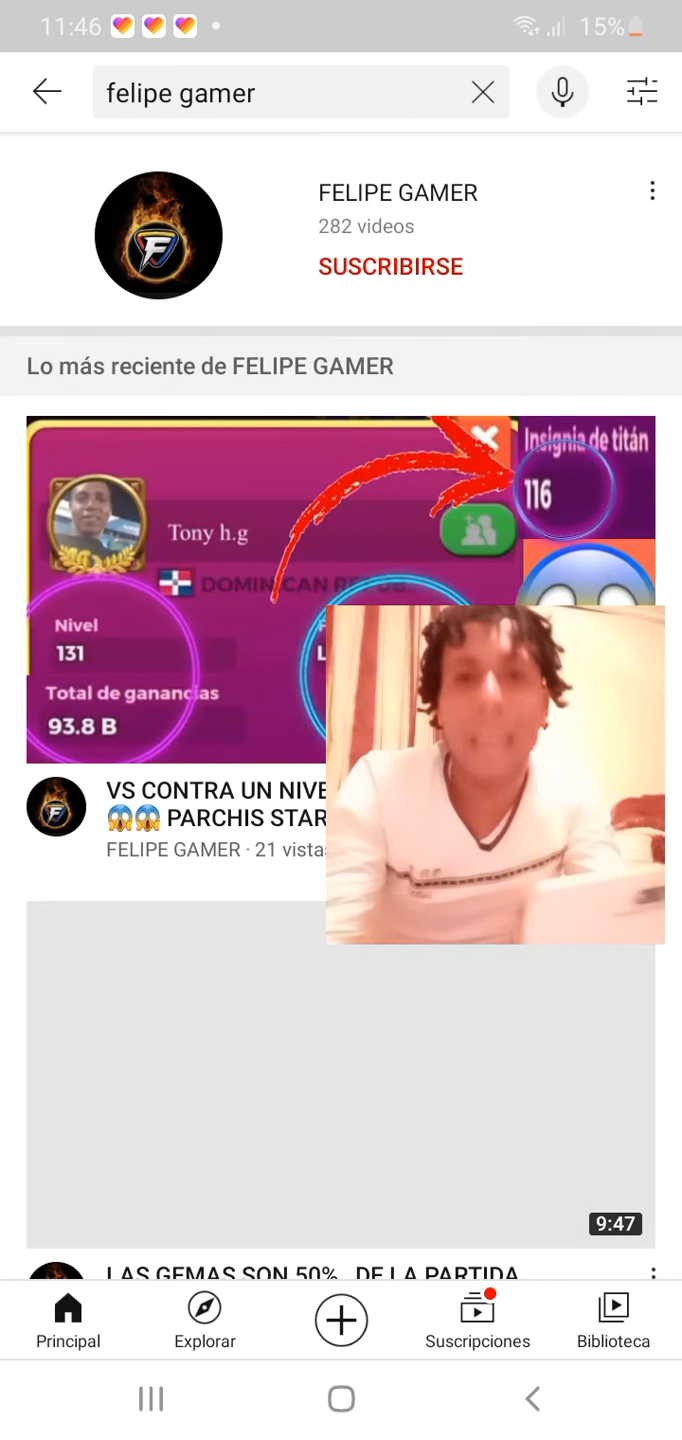 11:46
15%
felipe gamer
FELIPE GAMER
282 videos
SUSCRIBIRSE
Lo más reciente de FELIPE GAMER
Insignia de titán
116
Tony h.g
DOMINICAN REPUB..
Nivel
131
Total de ganancias
93.8 B
VS CONTRA UN NIVE
😱😱 PARCHIS STAR
FELIPE GAMER · 21 vista
9:47
LAS GEMAS SON 50% DE LA PARTIDA
Principal
Explorar
Suscripciones
Biblioteca